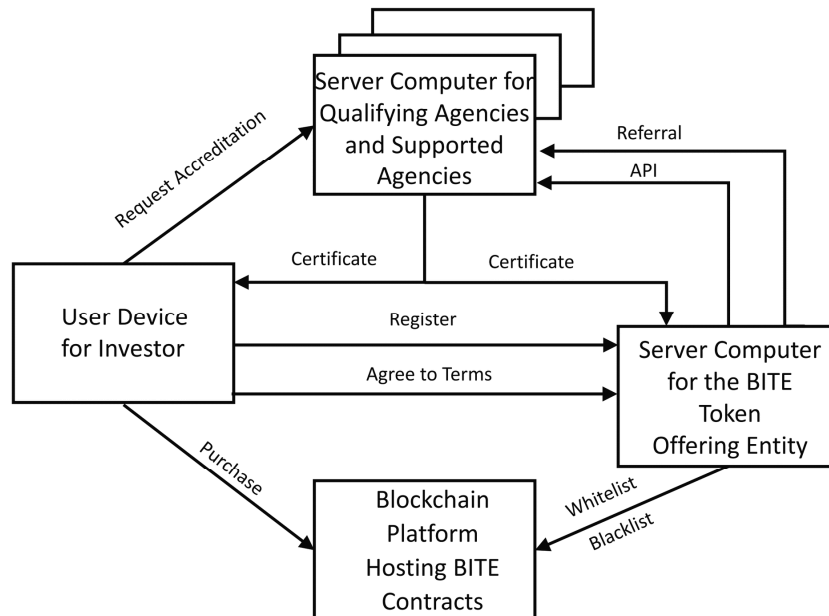 Server Computer for
Qualifying Agencies
and Supported
Agencies
Referral
API
Request Accreditation
Certificate
Certificate
User Device
for Investor
Register
Agree to Terms
Server Computer
for the BITE
Token
Offering Entity
Purchase
Whitelist
Blacklist
Blockchain
Platform
Hosting BITE
Contracts